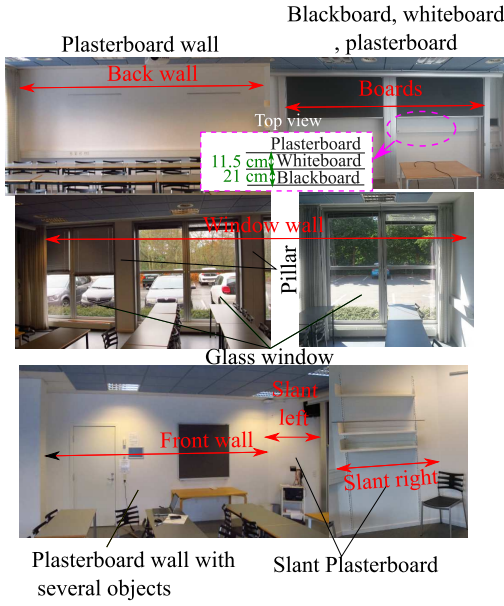 Plasterboard wall
Blackboard, whiteboard
, plasterboard
Back wall
Boards
Top view
Plasterboard
11.5 cm Whiteboard
21 cm Blackboard
Window wall
Pillar
Glass window
Slant
left
Front wall
Slant right
Plasterboard wall with
several objects
Slant Plasterboard